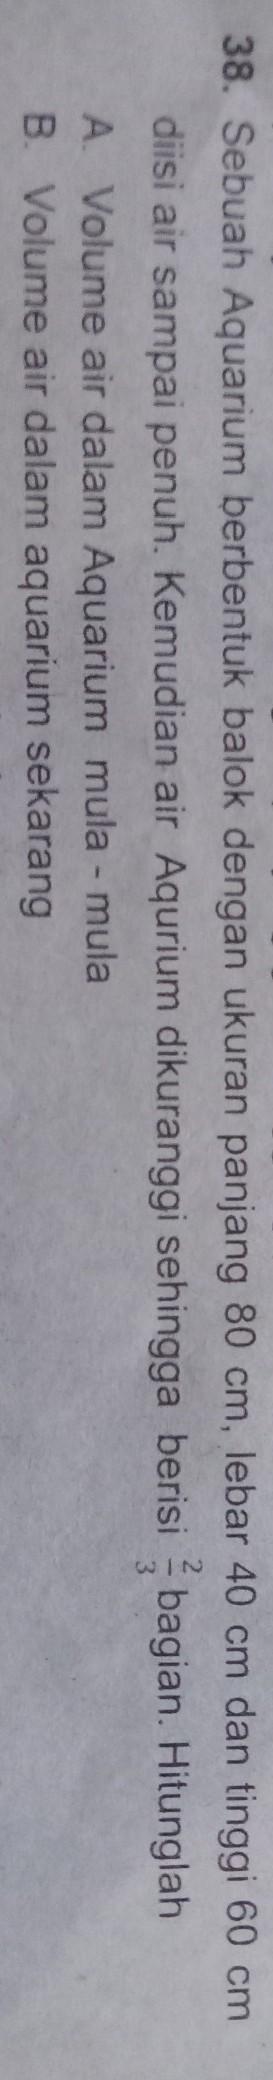 38. Sebuah Aquarium berbentuk balok dengan ukuran panjang 80 cm, lebar 40 cm dan tinggi 60 cm
diisi air sampai penuh. Kemudian air Aqurium dikuranggi sehingga berisi 2/3 bagian. Hitunglah
A. Volume air dalam Aquarium mula - mula
B. Volume air dalam aquarium sekarang